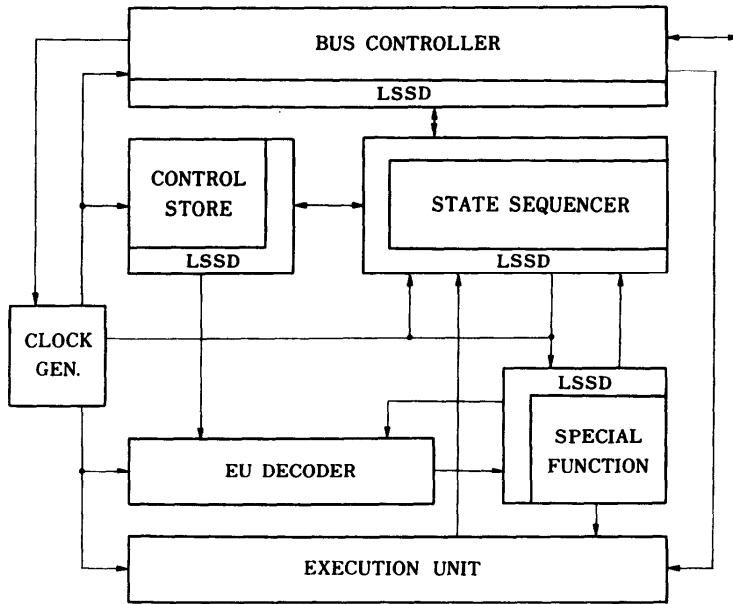 BUS CONTROLLER
LSSD
CONTROL
STORE
LSSD
STATE SEQUENCER
LSSD
CLOCK
GEN.
LSSD
SPECIAL
FUNCTION
EU DECODER
EXECUTION UNIT